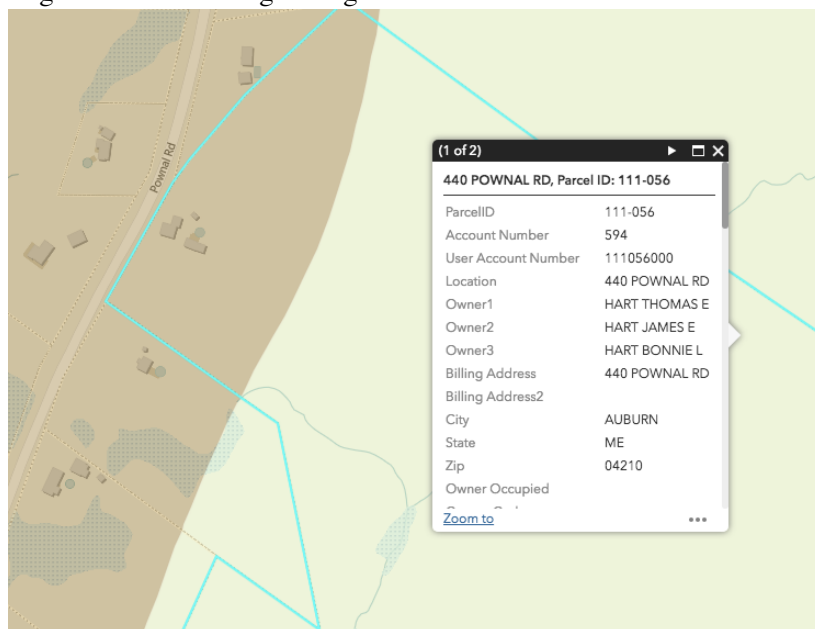 Pownal Rd
(1 of 2)
440 POWNAL RD, Parcel ID: 111-056
ParcelID 111-056
Account Number 594
User Account Number 111056000
Location 440 POWNAL RD
Owner1 HART THOMAS E
Owner2 HART JAMES E
Owner3 HART BONNIE L
Billing Address 440 POWNAL RD
Billing Address2
City AUBURN
State ME
Zip 04210
Owner Occupied
Zoom to